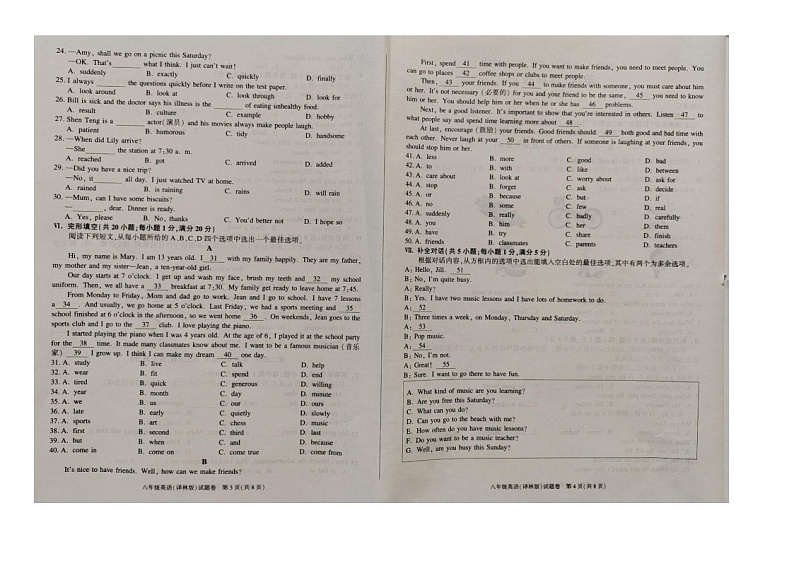 24. —Amy, shall we go on a picnic this Saturday?
—OK. That's ________ what I think. I just can't wait!
A. suddenly B. exactly C. quickly D. finally
25. I always ________ the questions quickly before I write on the test paper.
A. look around B. look at C. look through D. look for
26. Bill is sick and the doctor says his illness is the ________ of eating unhealthy food.
A. result B. culture C. example D. hobby
27. Shen Teng is a ________ actor(演员) and his movies always make people laugh.
A. patient B. humorous C. tidy D. handsome
28. —When did Lily arrive?
—She ________ the station at 7:30 a. m.
A. reached B. got C. arrived D. added
29. —Did you have a nice time?
—No, it ________ all day. I just watched TV at home.
A. rained B. is raining C. rains D. will rain
30. —Mum, can I have some biscuits?
—________, dear. Dinner is ready.
A. Yes, please B. No, thanks C. You'd better not D. I hope so
Ⅵ. 完形填空(共 20 小题;每小题 1 分,满分 20 分)
阅读下列短文,从每小题所给的 A、B、C、D 四个选项中选出一个最佳选项。
A
Hi, my name is Mary. I am 13 years old. I 31 with my family happily. They are my father,
my mother and my sister—Jean, a ten-year-old girl.
Our day starts at 7 o'clock. I get up and wash my face, brush my teeth and 32 my school
uniform. Then, we all have a 33 breakfast at 7:30. My family get ready to leave home at 7:45.
From Monday to Friday, Mom and dad go to work. Jean and I go to school. I have 7 lessons
a 34 . And usually, we go home at 5 o'clock. Last Friday, we had a sports meeting and 35
school finished at 6 o'clock in the afternoon, so we went home 36 . On weekends, Jean goes to the
sports club and I go to the 37 club. I love playing the piano.
I started playing the piano when I was 4 years old. At the age of 6, I played it at the school party
for the 38 time. It made many classmates know about me. I want to be a famous musician (音乐
家) 39 I grow up. I think I can make my dream 40 one day.
31. A. study B. live C. talk D. help
32. A. wear B. fit C. spend D. end
33. A. tired B. quick C. generous D. willing
34. A. year B. month C. day D. minute
35. A. we B. us C. our D. ours
36. A. late B. early C. quietly D. slowly
37. A. sports B. art C. chess D. music
38. A. first B. second C. third D. last
39. A. but B. when C. and D. because
40. A. come in B. come on C. come true D. come from
B
It's nice to have friends. Well, how can we make friends?
八年级英语(译林版)试题卷 第 3 页(共 8 页)
First, spend 41 time with people. If you want to make friends, you need to meet people. You
can go to places 42 coffee shops or clubs to meet people.
Then, 43 your friends. If you 44 to make friends with someone, you must care about him
or her. It's not necessary (必要的) for you and your friend to be the same, 45 you need to know
him or her. You should help him or her when he or she has 46 problems.
Next, be a good listener. It's important to show that you're interested in others. Listen 47 to
what people say and spend time learning more about 48 .
At last, encourage (鼓励) your friends. Good friends should 49 both good and bad time with
each other. Never laugh at your 50 in front of others. If someone is laughing at your friends, you
should stop him or her.
41. A. less B. more C. good D. bad
42. A. to B. with C. like D. between
43. A. care about B. look at C. worry about D. ask for
44. A. stop B. forget C. ask D. decide
45. A. or B. because C. but D. if
46. A. no B. some C. few D. real
47. A. suddenly B. really C. badly D. carefully
48. A. you B. him C. her D. them
49. A. have B. try C. share D. finish
50. A. friends B. classmates C. parents D. teachers
Ⅶ. 补全对话(共 5 小题;每小题 1 分,满分 5 分)
根据对话内容,从方框内的选项中选出能填入空白处的最佳选项,其中有两个为多余选项。
A: Hello, Jill. 51
B: No, I'm quite busy.
A: Really?
B: Yes. I have two music lessons and I have lots of homework to do.
A: 52
B: Three times a week, on Monday, Thursday and Saturday.
A: 53
B: Pop music.
A: 54
B: No, I'm not.
A: Great! 55
B: Sure. I want to go there to have fun.
A. What kind of music are you learning?
B. Are you free this Saturday?
C. What can you do?
D. Can you go to the beach with me?
E. How often do you have music lessons?
F. Do you want to be a music teacher?
G. Well, are you busy this Sunday?
八年级英语(译林版)试题卷 第 4 页(共 8 页)